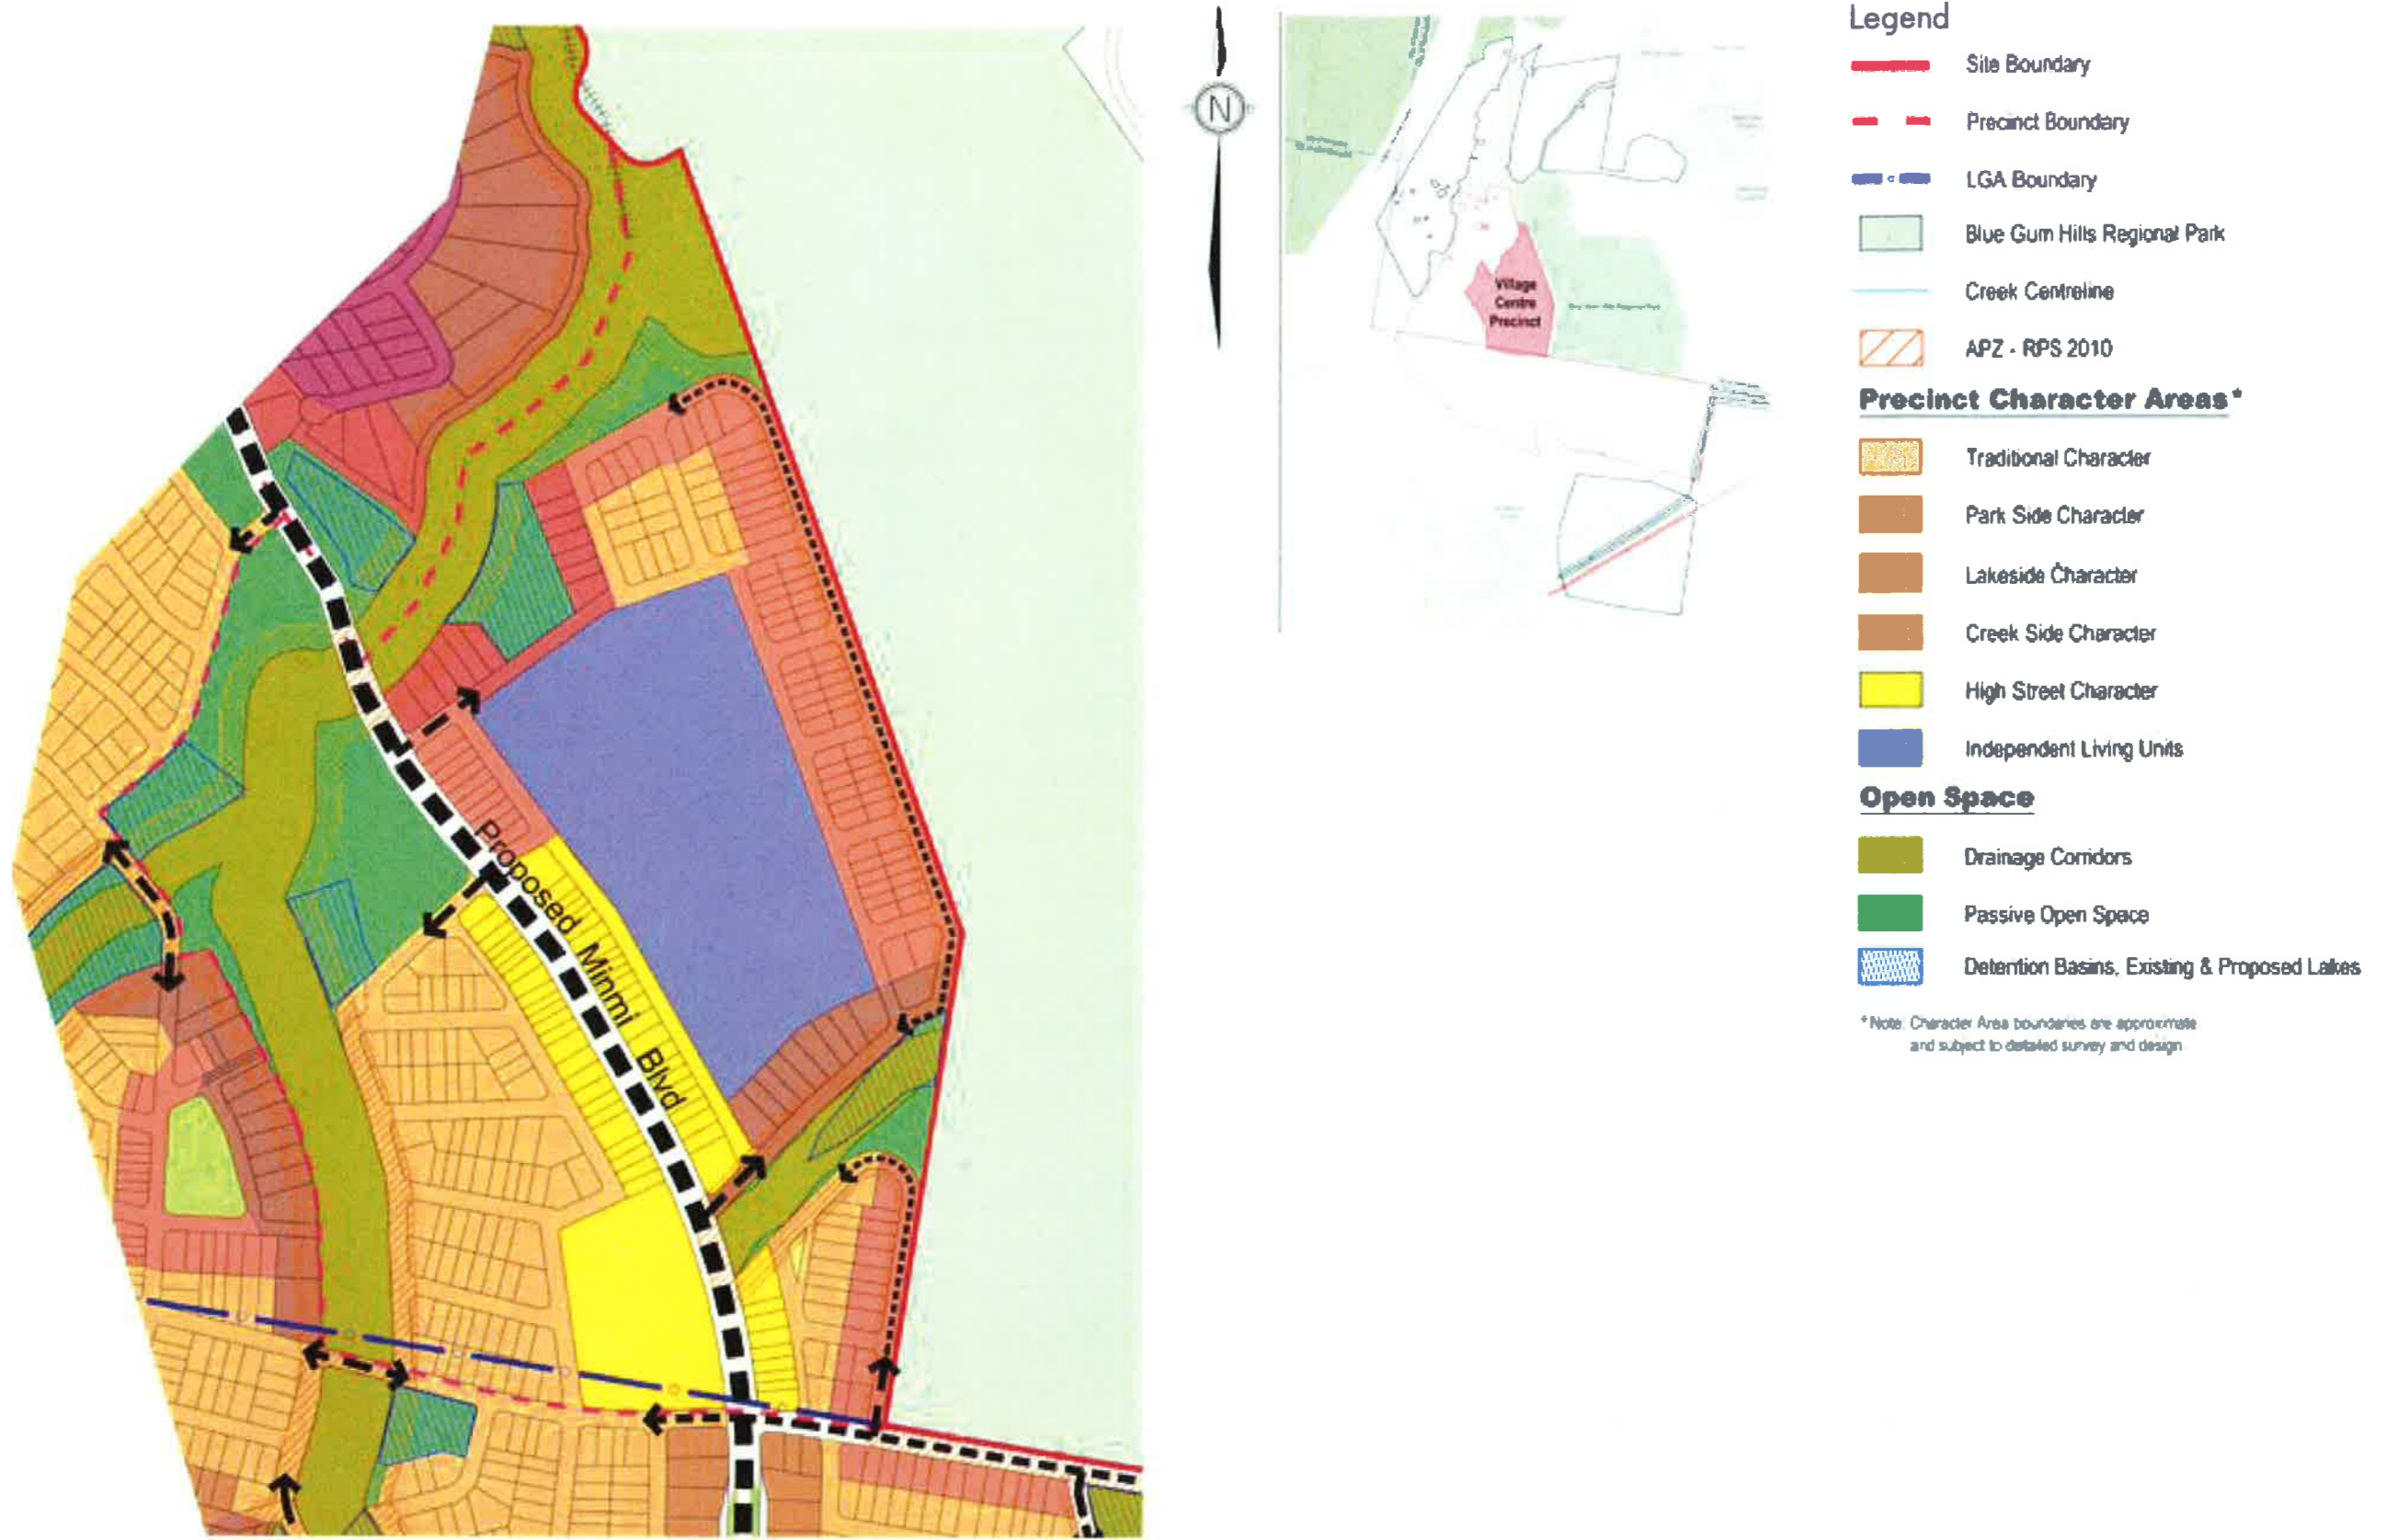 Proposed Minmi Blvd
N
Village
Centre
Precinct
Legend
Site Boundary
Precinct Boundary
LGA Boundary
Blue Gum Hills Regional Park
Creek Centreline
APZ - RPS 2010
Precinct Character Areas*
Traditional Character
Park Side Character
Lakeside Character
Creek Side Character
High Street Character
Independent Living Units
Open Space
Drainage Corridors
Passive Open Space
Detention Basins, Existing & Proposed Lakes
*Note: Character Area boundaries are approximate
and subject to detailed survey and design